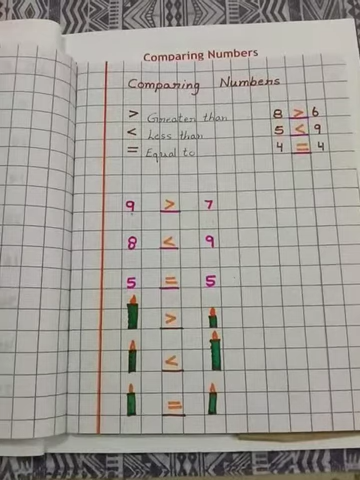 Comparing Numbers
Comparing Numbers
> Greater than 8 > 6
< Less than 5 < 9
= Equal to 4 = 4
9 > 7
8 < 9
5 = 5
>
<
=